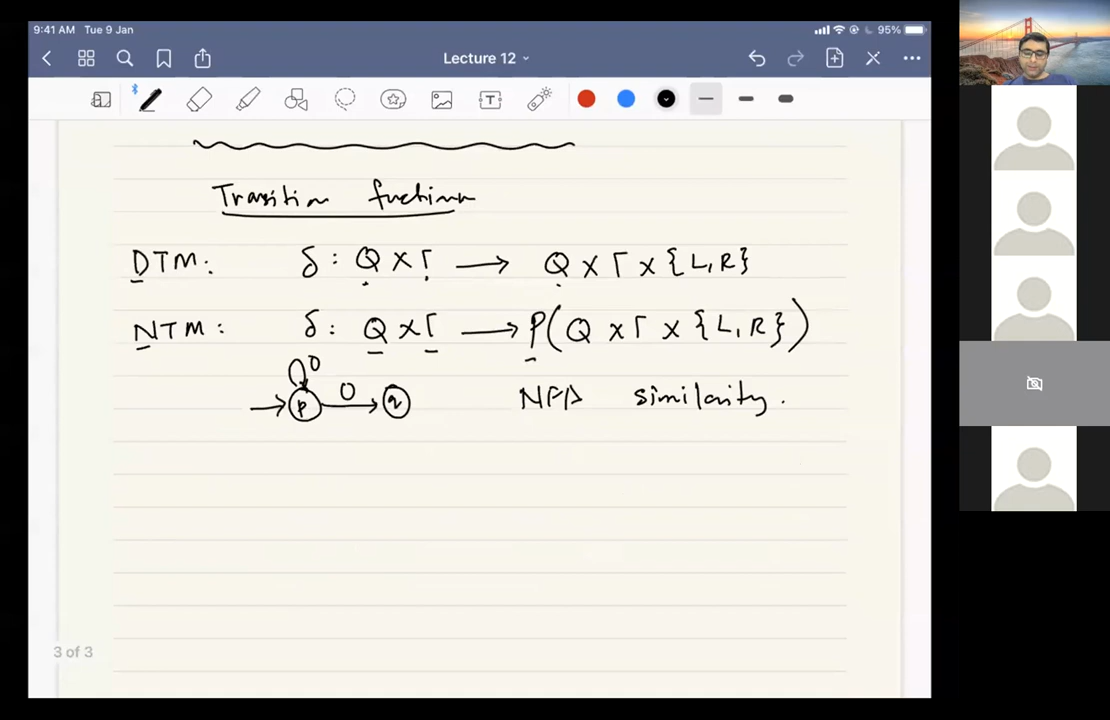 9:41 AM Tue 9 Jan 95%
Lecture 12
Transition function
DTM: δ : Q × Γ → Q × Γ × {L, R}
NTM: δ : Q × Γ → P(Q × Γ × {L, R})
0
p 0 q NFA similarity.
3 of 3